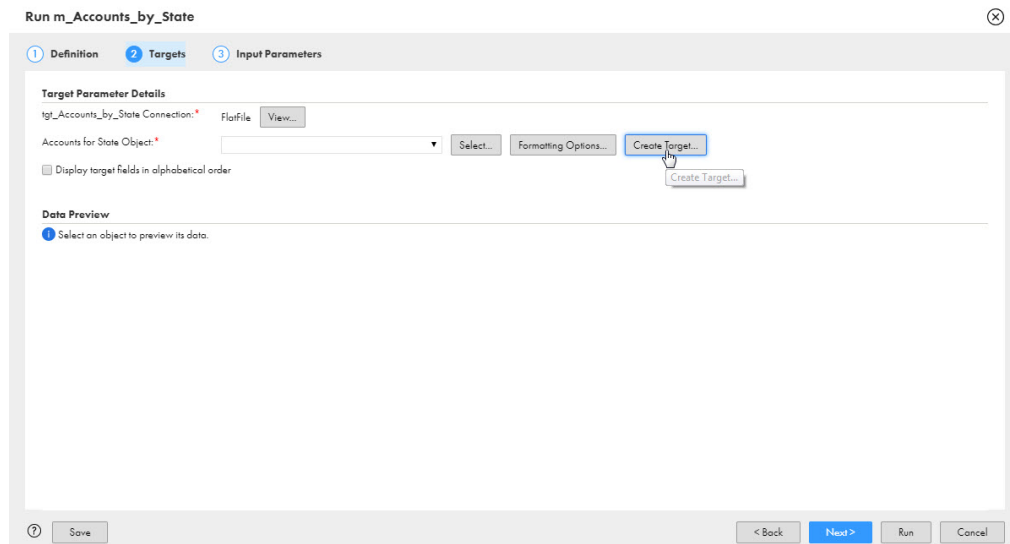 Run m_Accounts_by_State
1 Definition 2 Targets 3 Input Parameters
Target Parameter Details
tgt_Accounts_by_State Connection:* FlatFile View...
Accounts for State Object:* Select... Formatting Options... Create Target...
Display target fields in alphabetical order Create Target...
Data Preview
i Select an object to preview its data.
? Save < Back Next > Run Cancel